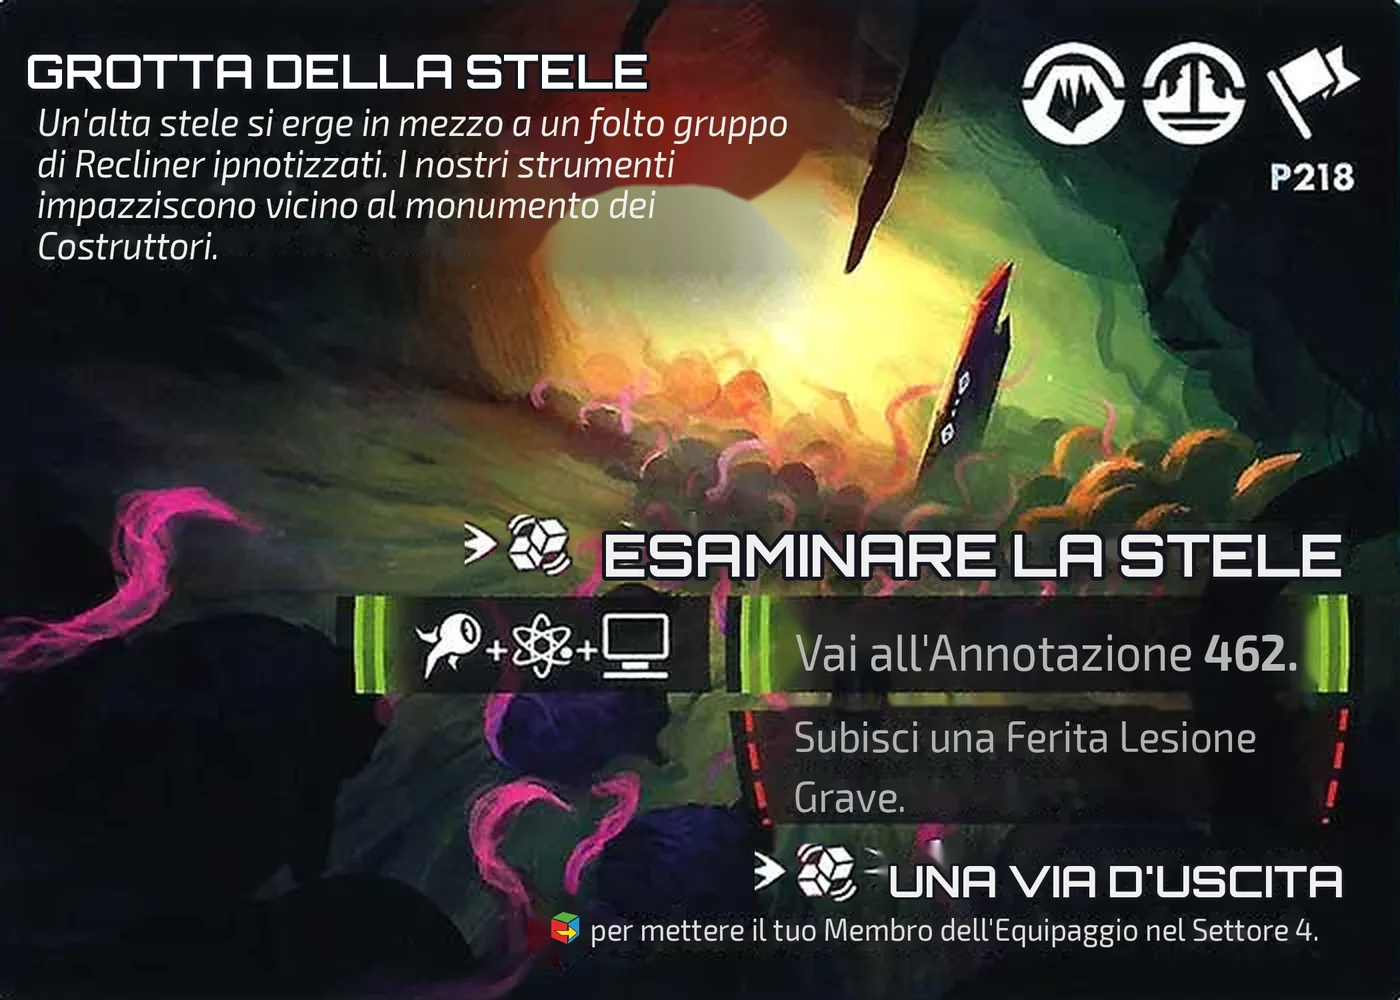 GROTTA DELLA STELE
Un'alta stele si erge in mezzo a un folto gruppo
di Recliner ipnotizzati. I nostri strumenti
impazziscono vicino al monumento dei
Costruttori.
P218
ESAMINARE LA STELE
+ +
Vai all'Annotazione 462.
Subisci una Ferita Lesione
Grave.
UNA VIA D'USCITA
per mettere il tuo Membro dell'Equipaggio nel Settore 4.